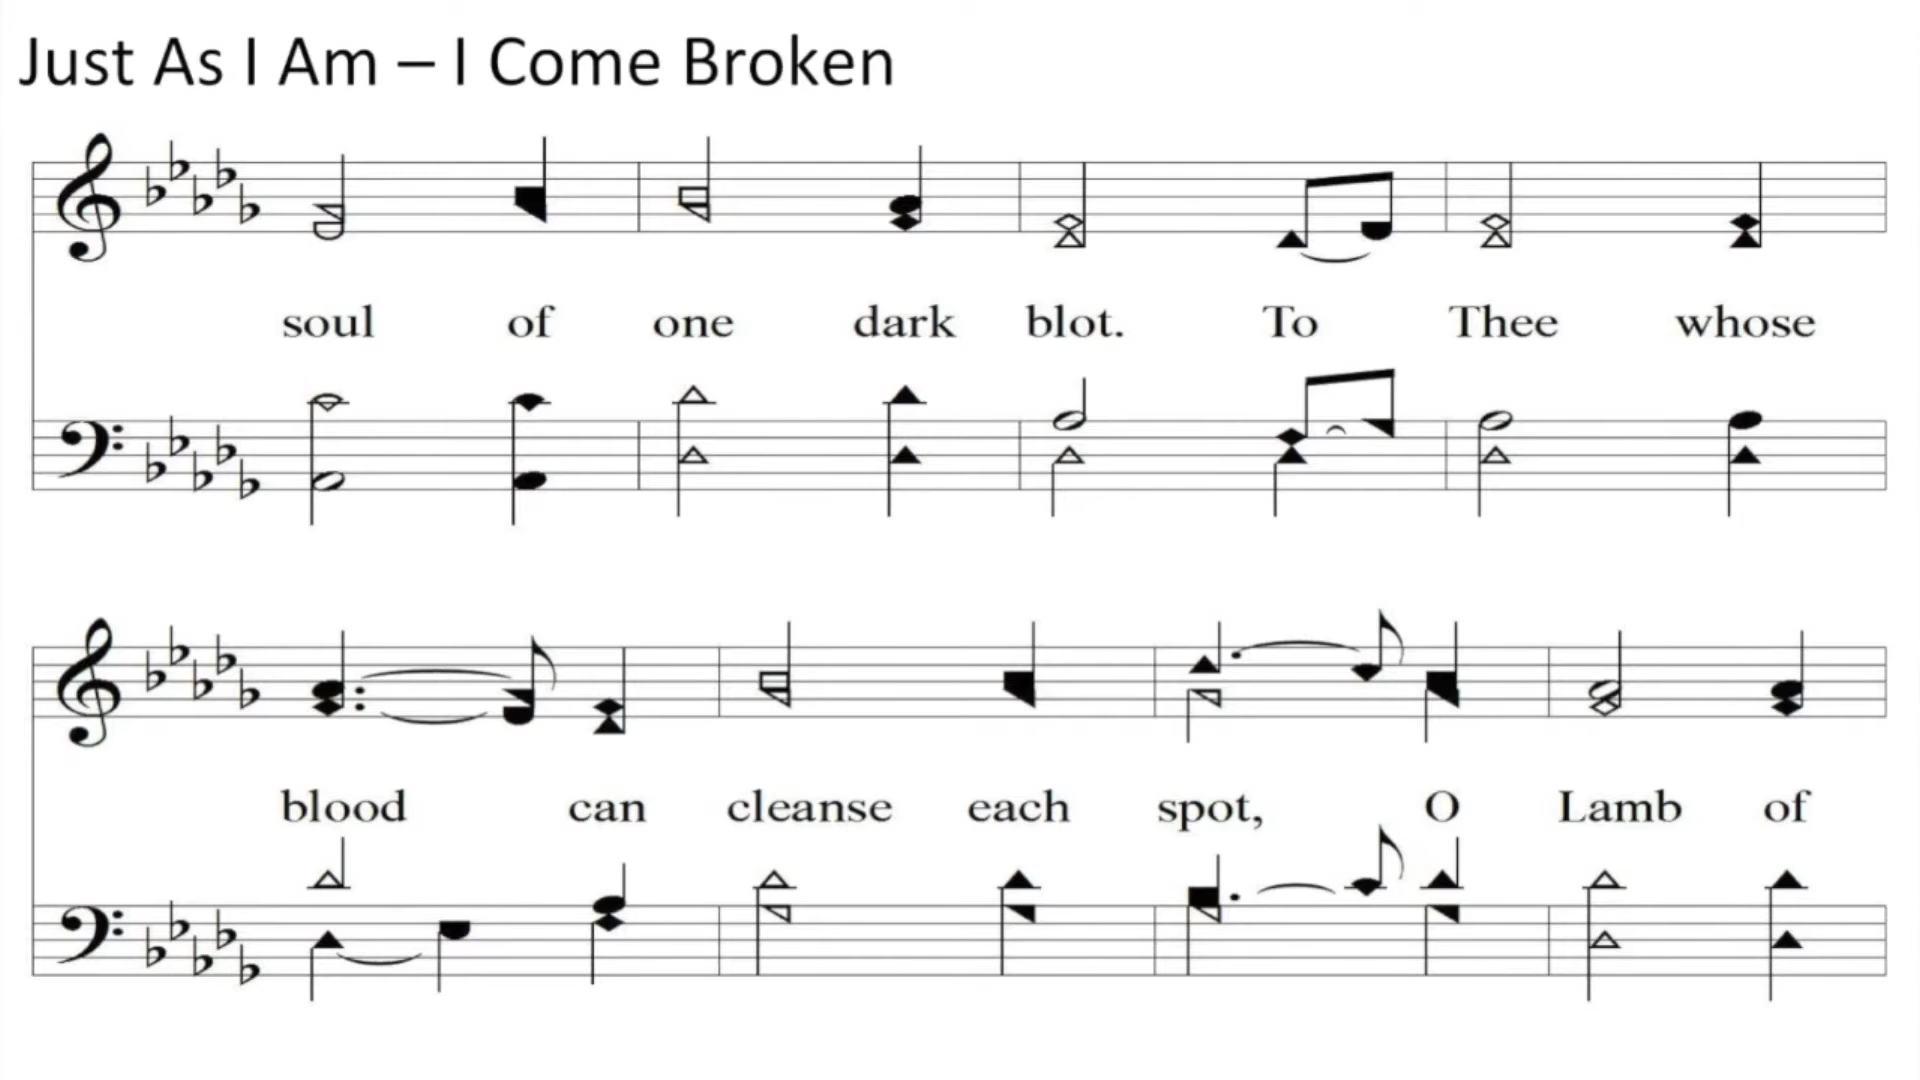 Just As I Am – I Come Broken
soul of one dark blot. To Thee whose
blood can cleanse each spot, O Lamb of